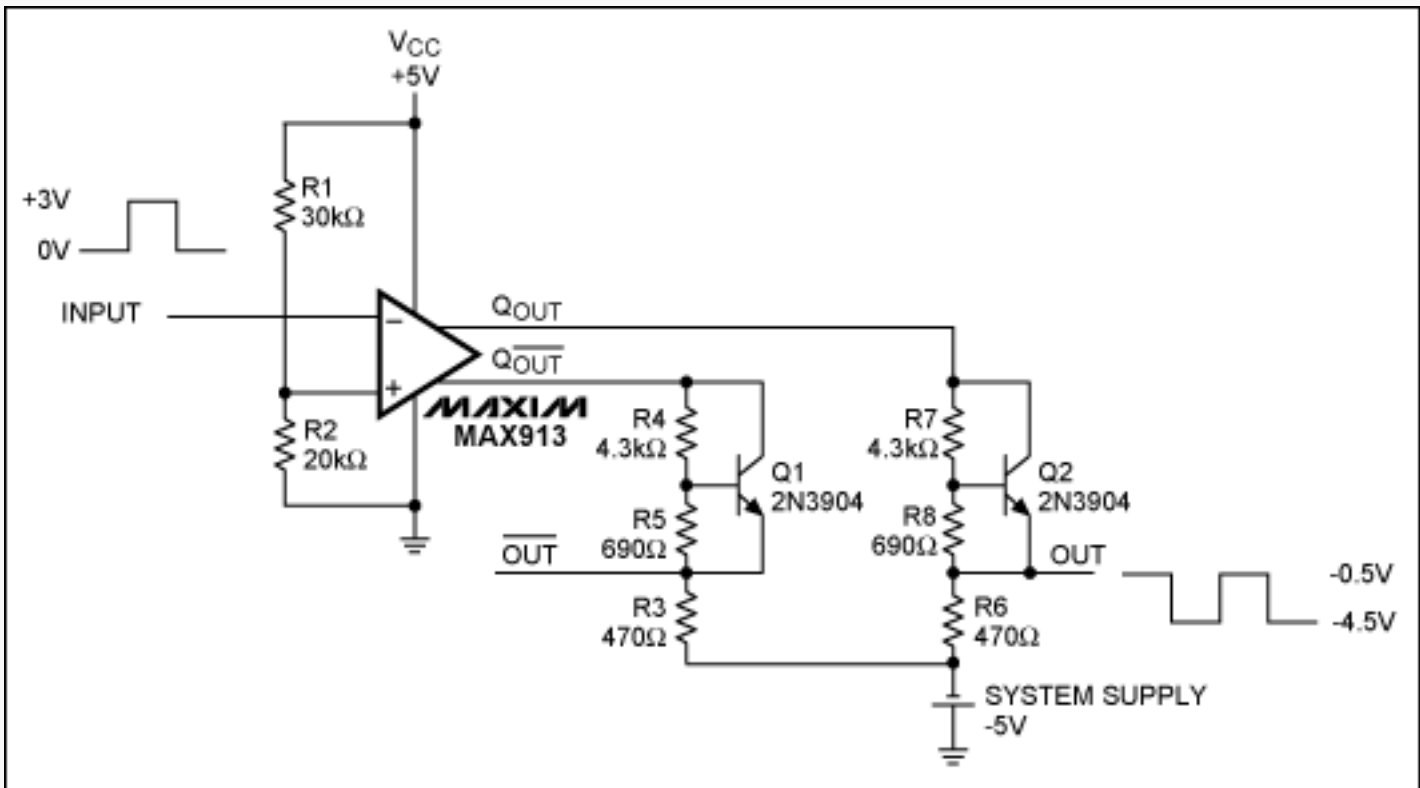 VCC
+5V
+3V
0V
R1
30kΩ
INPUT
−
+
QOUT
Q̅O̅U̅T̅
MAXIM
MAX913
R2
20kΩ
R4
4.3kΩ
Q1
2N3904
R5
690Ω
O̅U̅T̅
R3
470Ω
R7
4.3kΩ
Q2
2N3904
R8
690Ω
OUT
R6
470Ω
-0.5V
-4.5V
SYSTEM SUPPLY
-5V